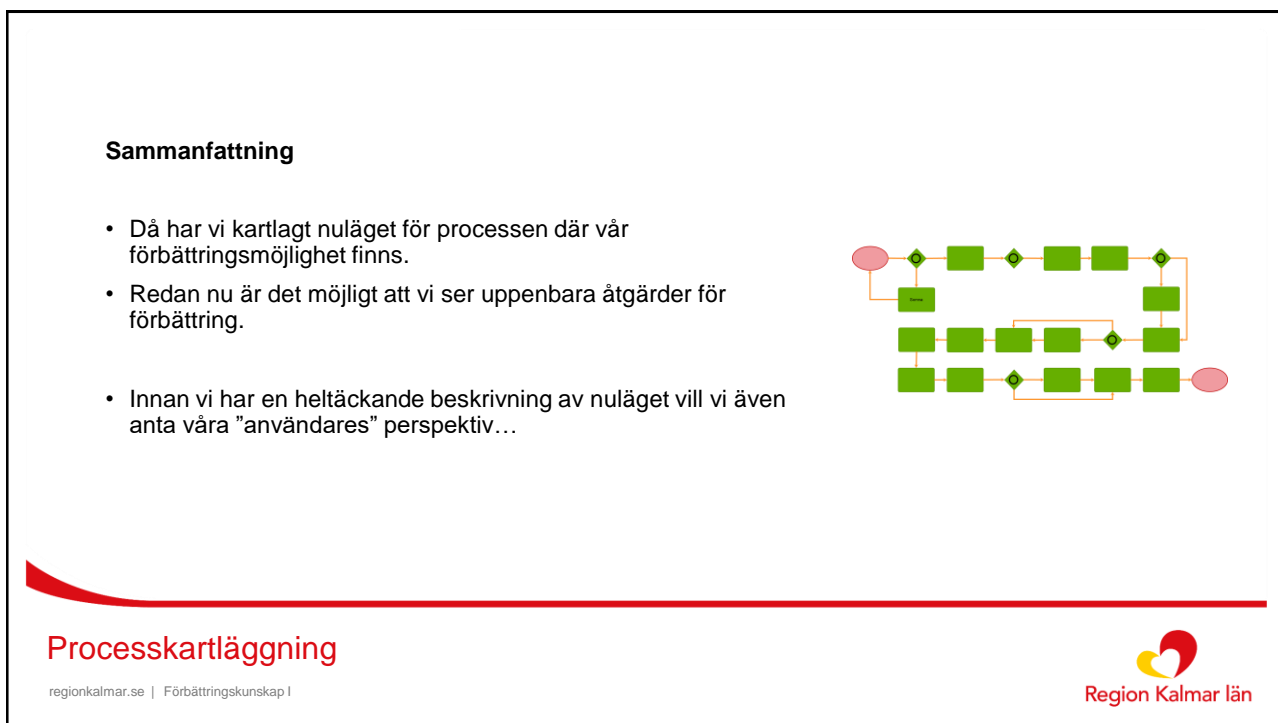 Sammanfattning
• Då har vi kartlagt nuläget för processen där vår
förbättringsmöjlighet finns.
• Redan nu är det möjligt att vi ser uppenbara åtgärder för
förbättring.
• Innan vi har en heltäckande beskrivning av nuläget vill vi även
anta våra ”användares” perspektiv…
Processkartläggning
regionkalmar.se | Förbättringskunskap I
Region Kalmar län